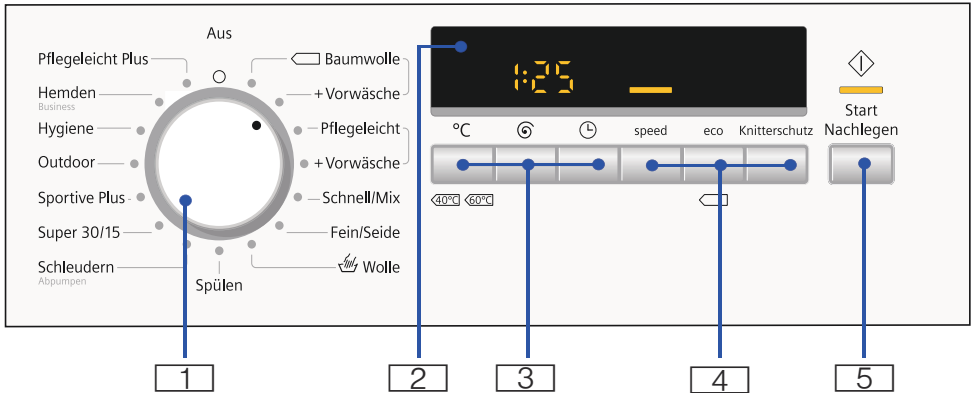 Aus
Pflegeleicht Plus
Hemden
Business
Hygiene
Outdoor
Sportive Plus
Super 30/15
Schleudern
Abpumpen
Spülen
Baumwolle
+Vorwäsche
Pflegeleicht
+Vorwäsche
Schnell/Mix
Fein/Seide
Wolle
1:25
°C speed eco Knitterschutz
40°C 60°C
Start
Nachlegen
1 2 3 4 5